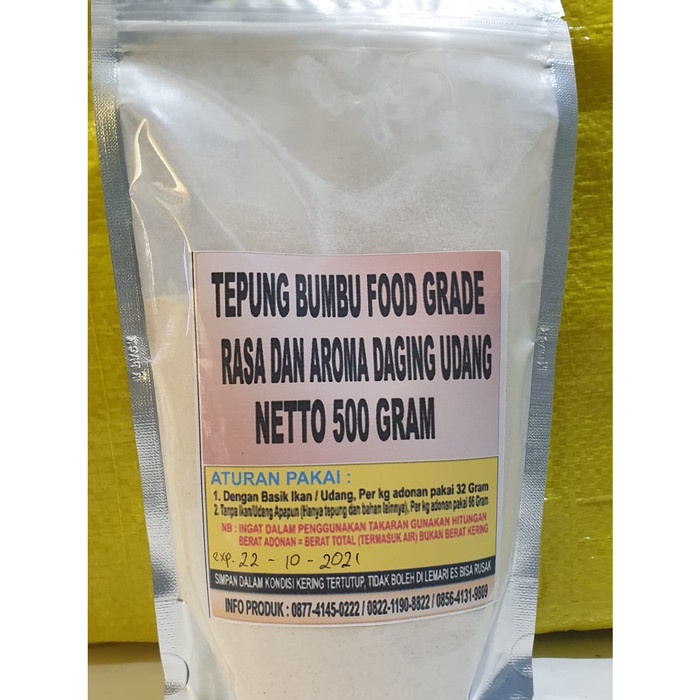 TEPUNG BUMBU FOOD GRADE
RASA DAN AROMA DAGING UDANG
NETTO 500 GRAM
ATURAN PAKAI :
1. Dengan Basik Ikan / Udang, Per kg adonan pakai 32 Gram
2. Tanpa Ikan/Udang Apapun (Hanya tepung dan bahan lainnya), Per kg adonan pakai 96 Gram
NB : INGAT DALAM PENGGUNAKAN TAKARAN GUNAKAN HITUNGAN
BERAT ADONAN = BERAT TOTAL (TERMASUK AIR) BUKAN BERAT KERING
exp. 22 - 10 - 2021
SIMPAN DALAM KONDISI KERING TERTUTUP, TIDAK BOLEH DI LEMARI ES BISA RUSAK
INFO PRODUK : 0877-4145-0222 / 0822-1190-8822 / 0856-4131-9809